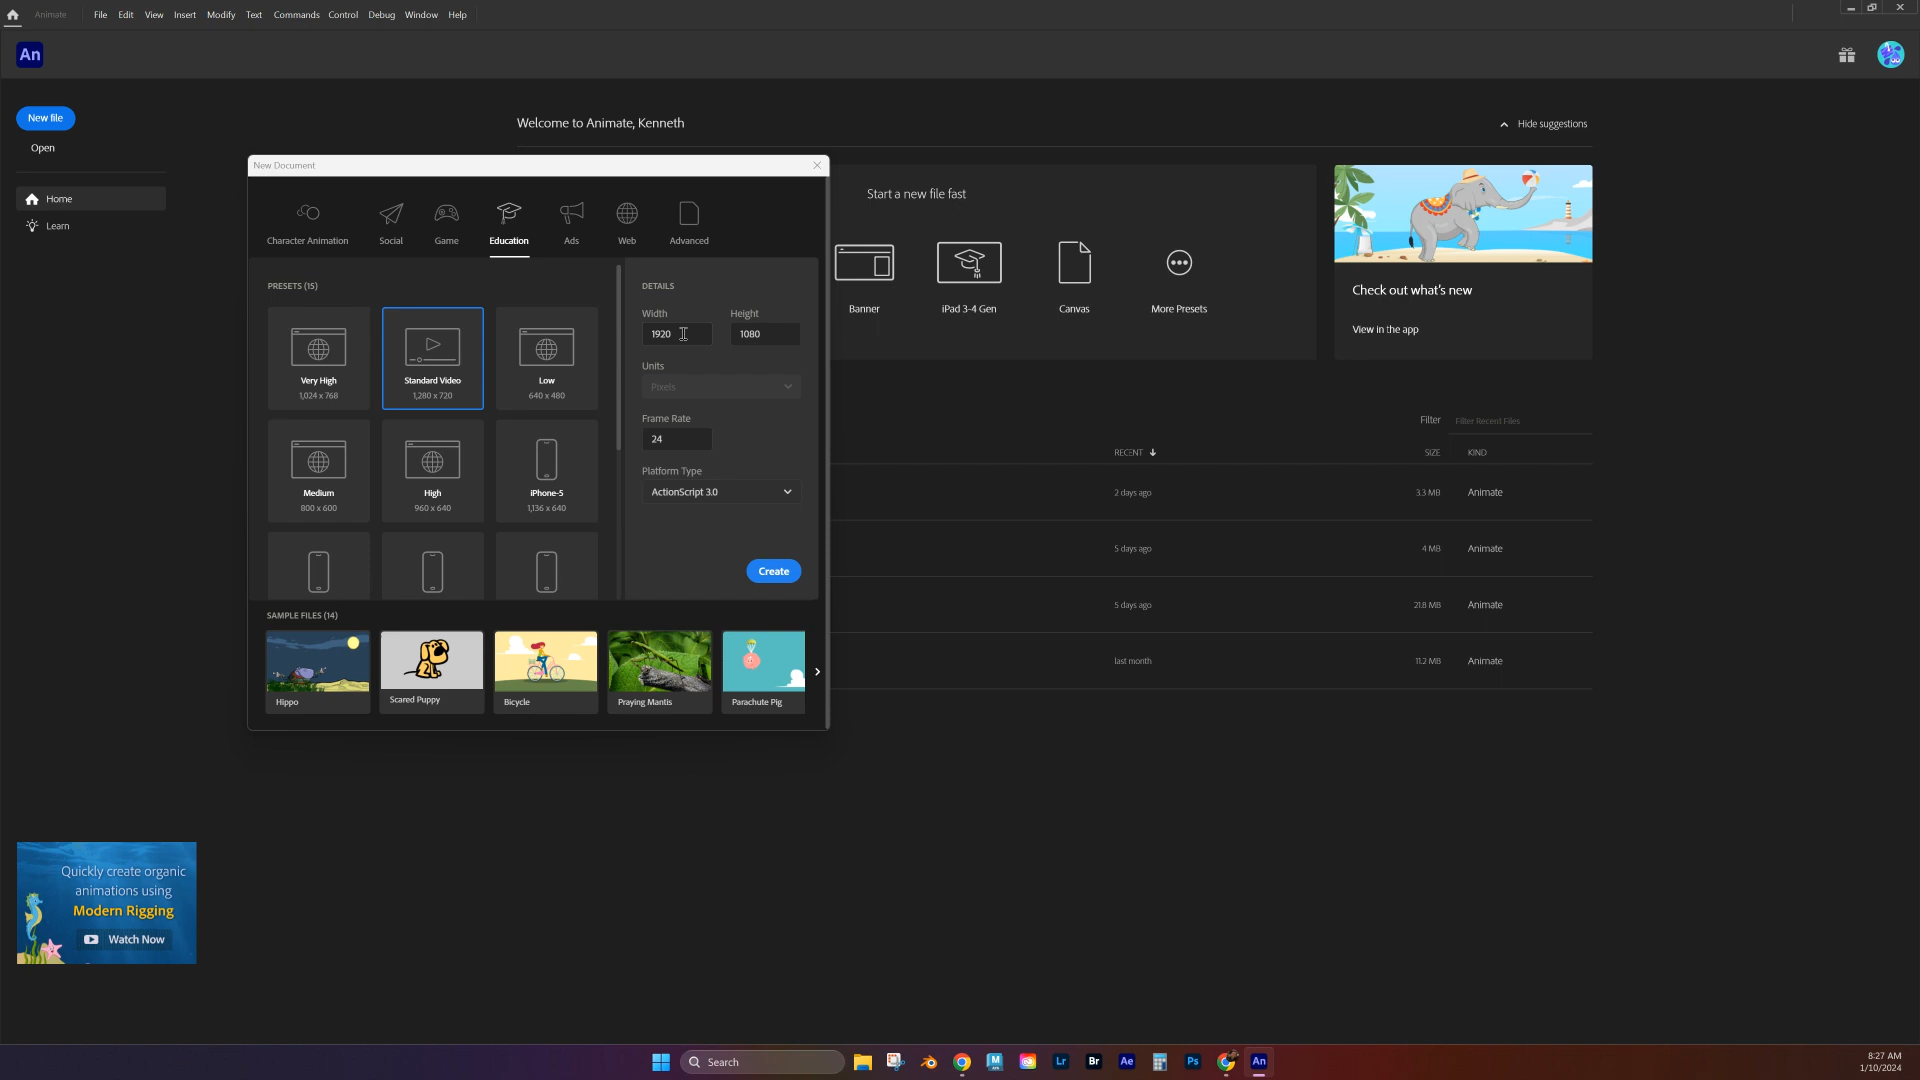 Animate
File
Edit
View
Insert
Modify
Text
Commands
Control
Debug
Window
Help
An
New file
Open
Home
Learn
Welcome to Animate, Kenneth
Hide suggestions
New Document
Character Animation
Social
Game
Education
Ads
Web
Advanced
PRESETS (15)
Very High
1,024 x 768
Standard Video
1,280 x 720
Low
640 x 480
Medium
800 x 600
High
960 x 640
iPhone-5
1,136 x 640
DETAILS
Width
Height
1920
1080
Units
Pixels
Frame Rate
24
Platform Type
ActionScript 3.0
Create
SAMPLE FILES (14)
Hippo
Scared Puppy
Bicycle
Praying Mantis
Parachute Pig
Start a new file fast
Banner
iPad 3-4 Gen
Canvas
More Presets
Check out what's new
View in the app
Filter
Filter Recent Files
RECENT
SIZE
KIND
2 days ago
3.3 MB
Animate
5 days ago
4 MB
Animate
5 days ago
21.8 MB
Animate
last month
11.2 MB
Animate
Quickly create organic
animations using
Modern Rigging
Watch Now
Search
M
Lr
Br
Ae
Ps
An
8:27 AM
1/10/2024